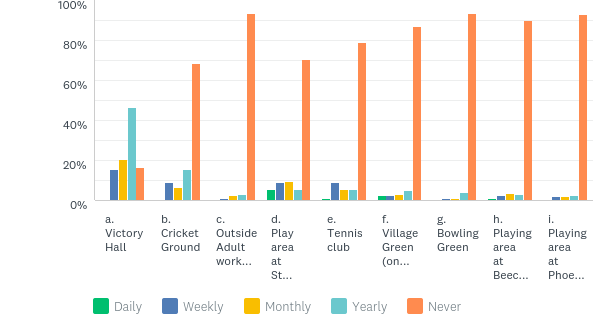 100%
80%
60%
40%
20%
0%
a.
Victory
Hall
b.
Cricket
Ground
c.
Outside
Adult
work...
d.
Play
area
at
St...
e.
Tennis
club
f.
Village
Green
(on...
g.
Bowling
Green
h.
Playing
area
at
Beec...
i.
Playing
area
at
Phoe...
Daily Weekly Monthly Yearly Never